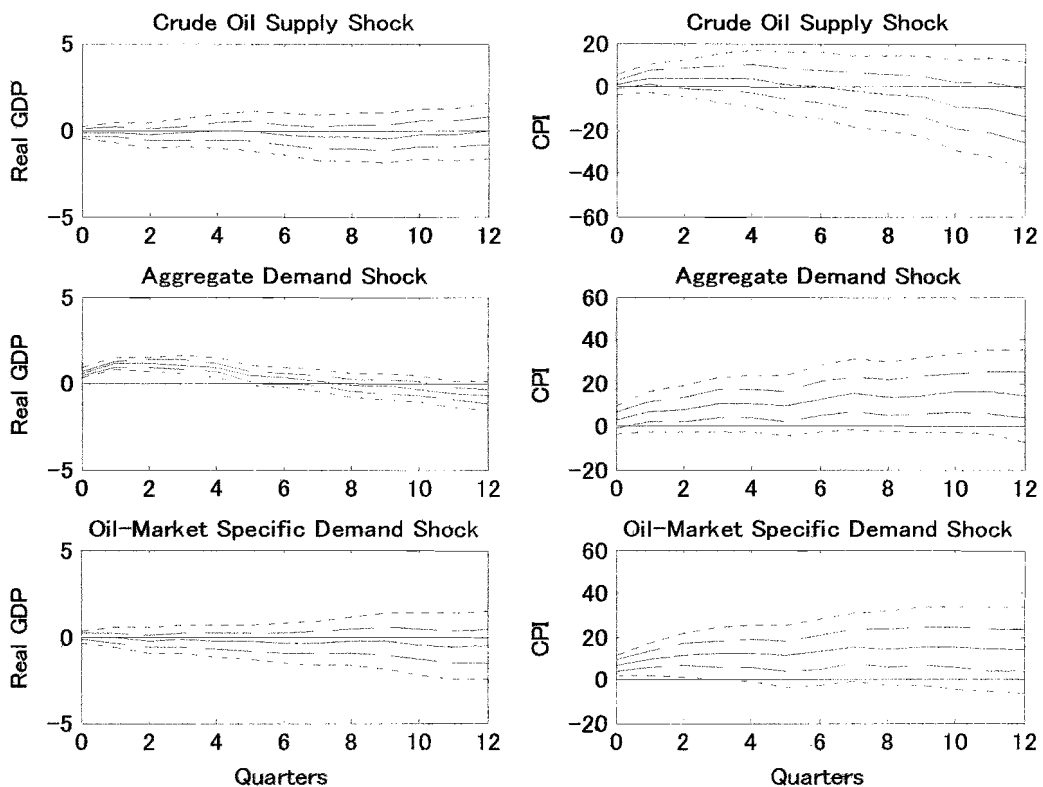 Crude Oil Supply Shock
Real GDP
5
0
−5
0 2 4 6 8 10 12
Crude Oil Supply Shock
CPI
20
0
−20
−40
−60
0 2 4 6 8 10 12
Aggregate Demand Shock
Real GDP
5
0
−5
0 2 4 6 8 10 12
Aggregate Demand Shock
CPI
60
40
20
0
−20
0 2 4 6 8 10 12
Oil−Market Specific Demand Shock
Real GDP
5
0
−5
0 2 4 6 8 10 12
Quarters
Oil−Market Specific Demand Shock
CPI
60
40
20
0
−20
0 2 4 6 8 10 12
Quarters